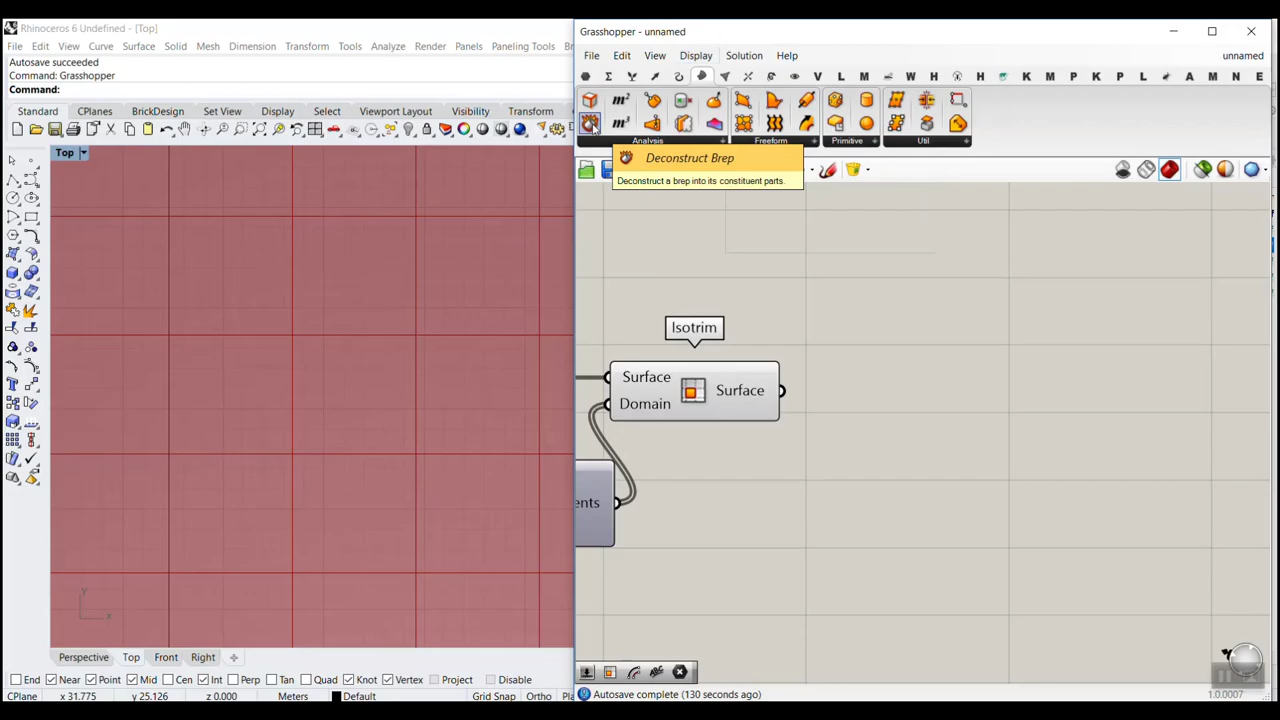 Rhinoceros 6 Undefined - [Top]
File Edit View Curve Surface Solid Mesh Dimension Transform Tools Analyze Render Panels Paneling Tools
Autosave succeeded
Command: Grasshopper
Command:
Standard CPlanes BrickDesign Set View Display Select Viewport Layout Visibility Transform
Top
y
x
Perspective Top Front Right
End Near Point Mid Cen Int Perp Tan Quad Knot Vertex Project Disable
CPlane x 31.775 y 25.126 z 0.000 Meters Default Grid Snap Ortho
Grasshopper - unnamed
File Edit View Display Solution Help unnamed
V L M W H H K M P K P L A M N E
m²
m³
Analysis Freeform Primitive Util
Deconstruct Brep
Deconstruct a brep into its constituent parts.
Isotrim
Surface
Domain
Surface
ents
Autosave complete (130 seconds ago) 1.0.0007